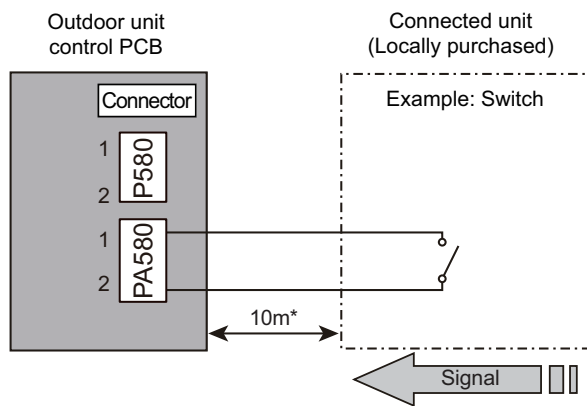 Outdoor unit
control PCB
Connected unit
(Locally purchased)
Connector
Example: Switch
1
P580
2
1
PA580
2
10m*
Signal